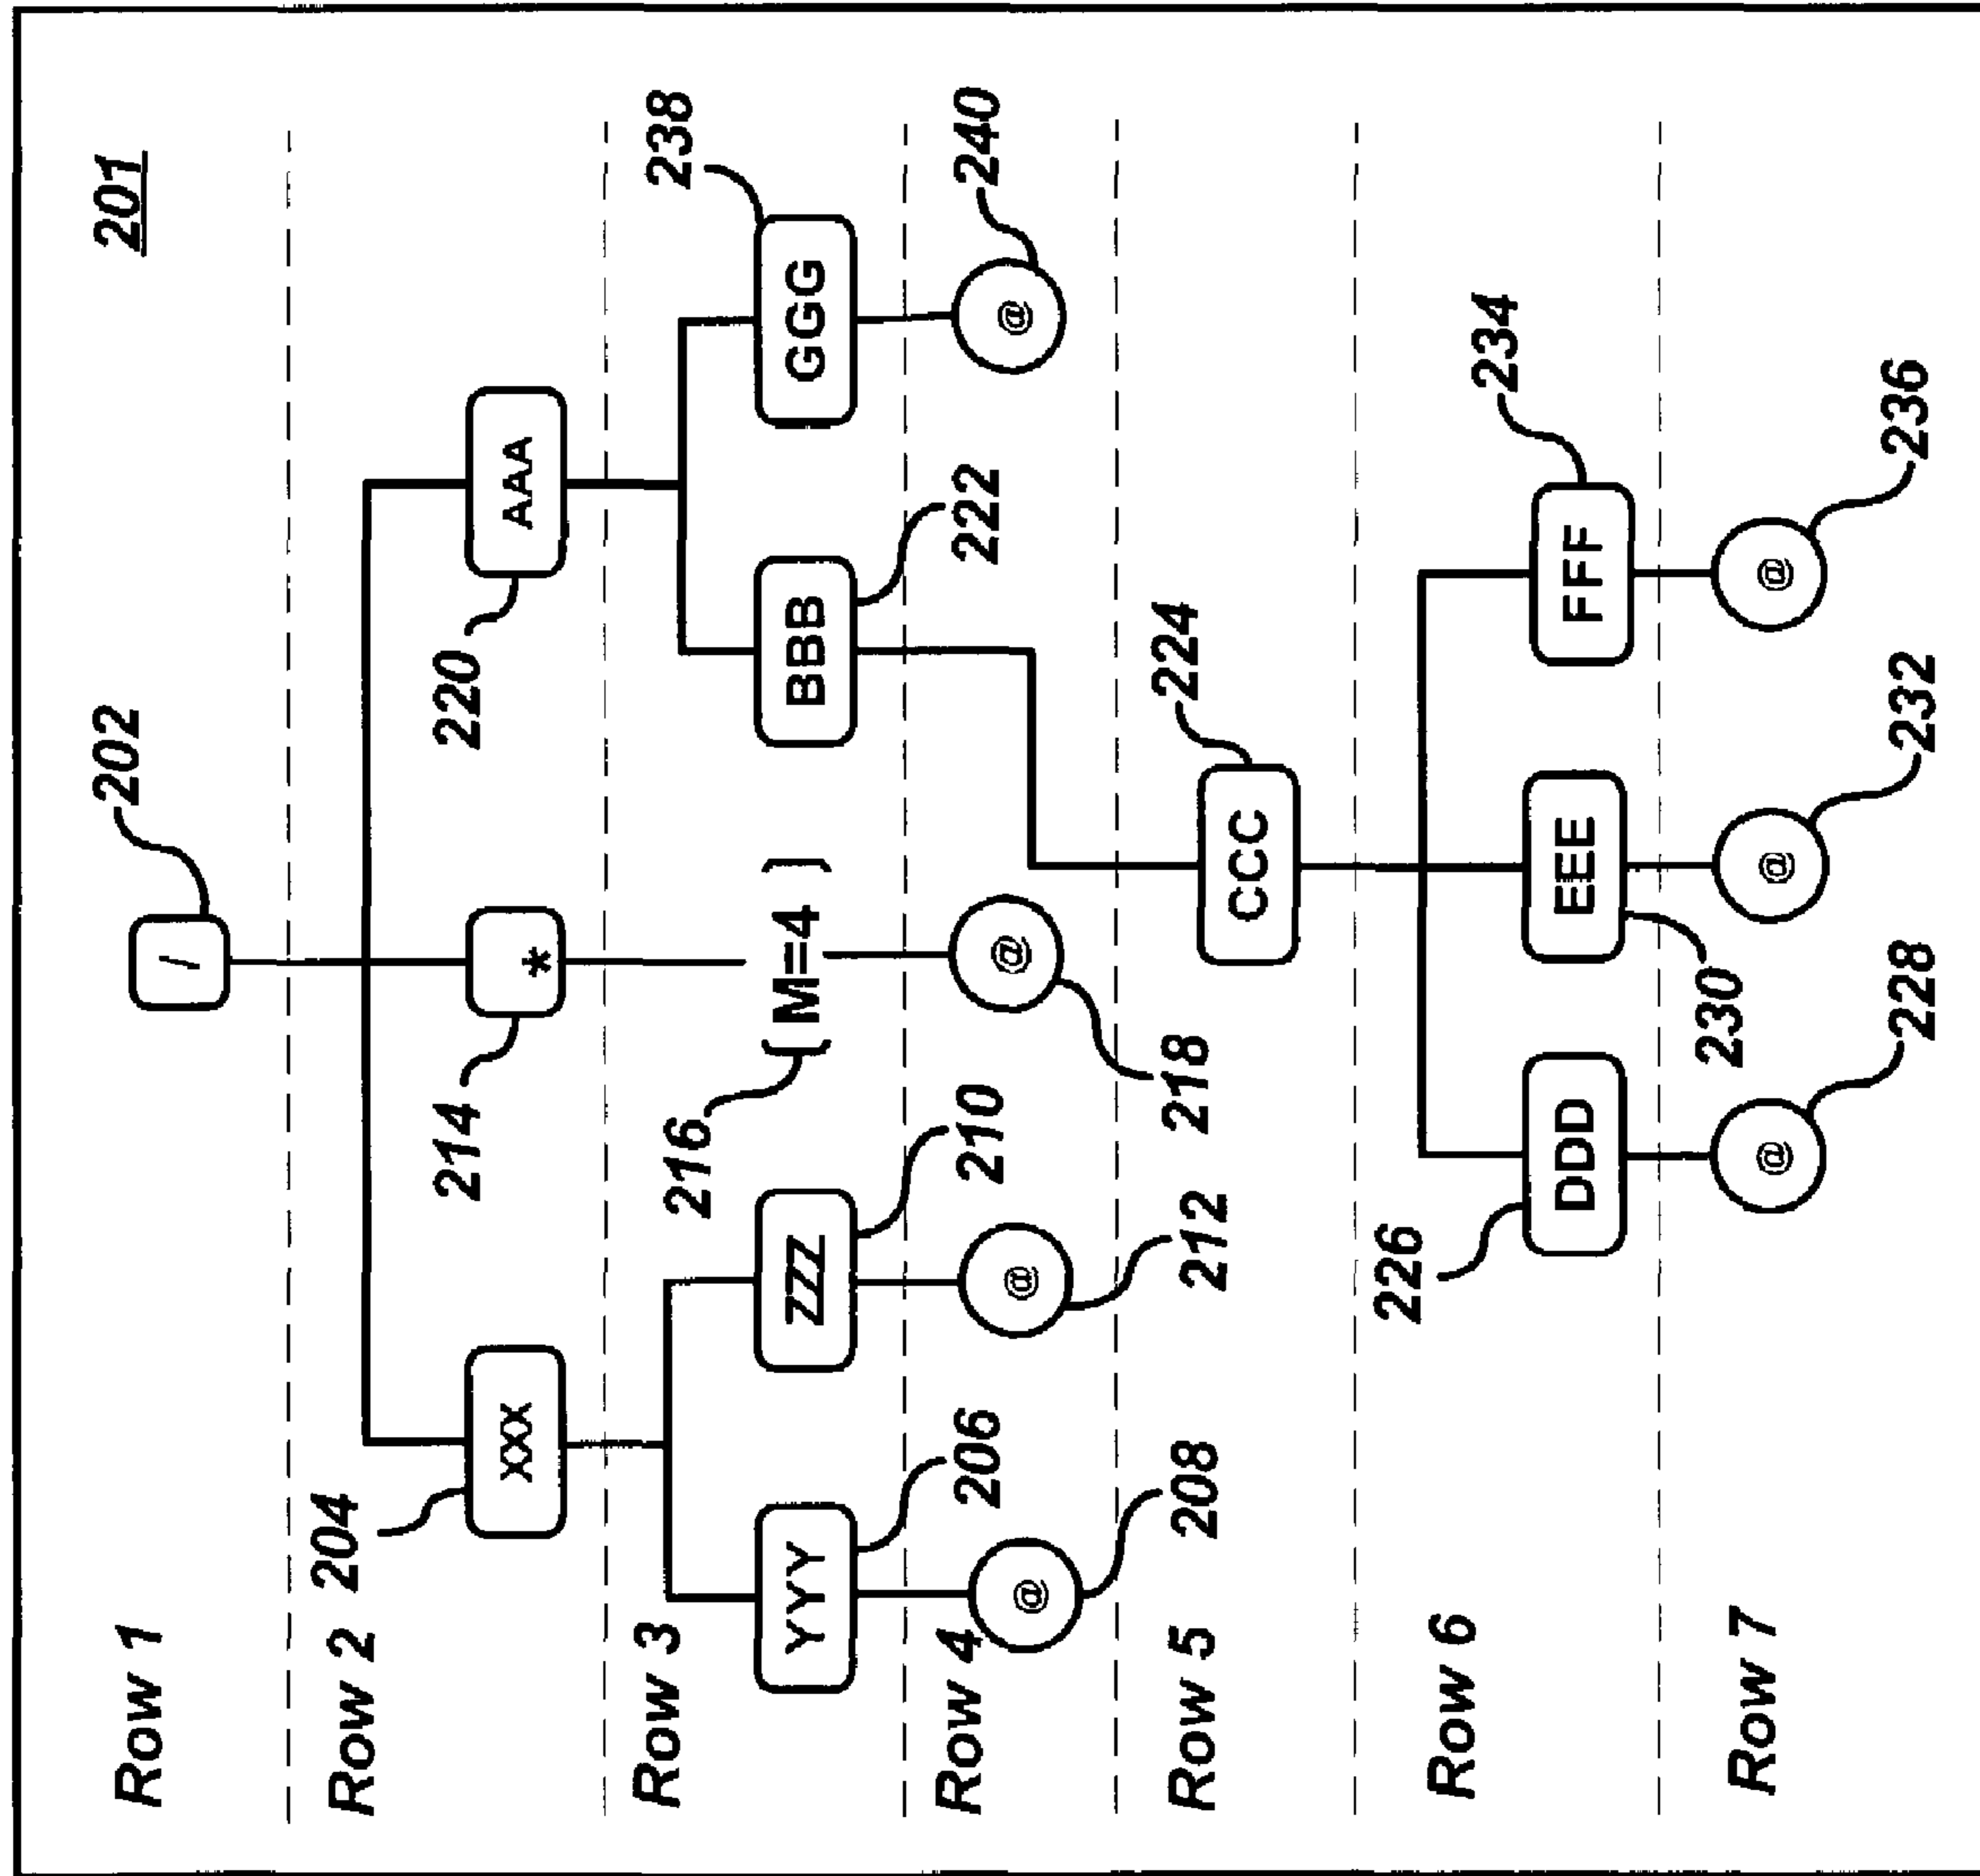 201
Row 1
/
202
Row 2
204
XXX
214
*
220
AAA
Row 3
YYY
206
ZZZ
210
216
{ M=4 }
BBB
222
GGG
238
Row 4
@
208
@
212
@
218
@
240
Row 5
CCC
224
Row 6
226
DDD
EEE
230
FFF
234
Row 7
@
228
@
232
@
236